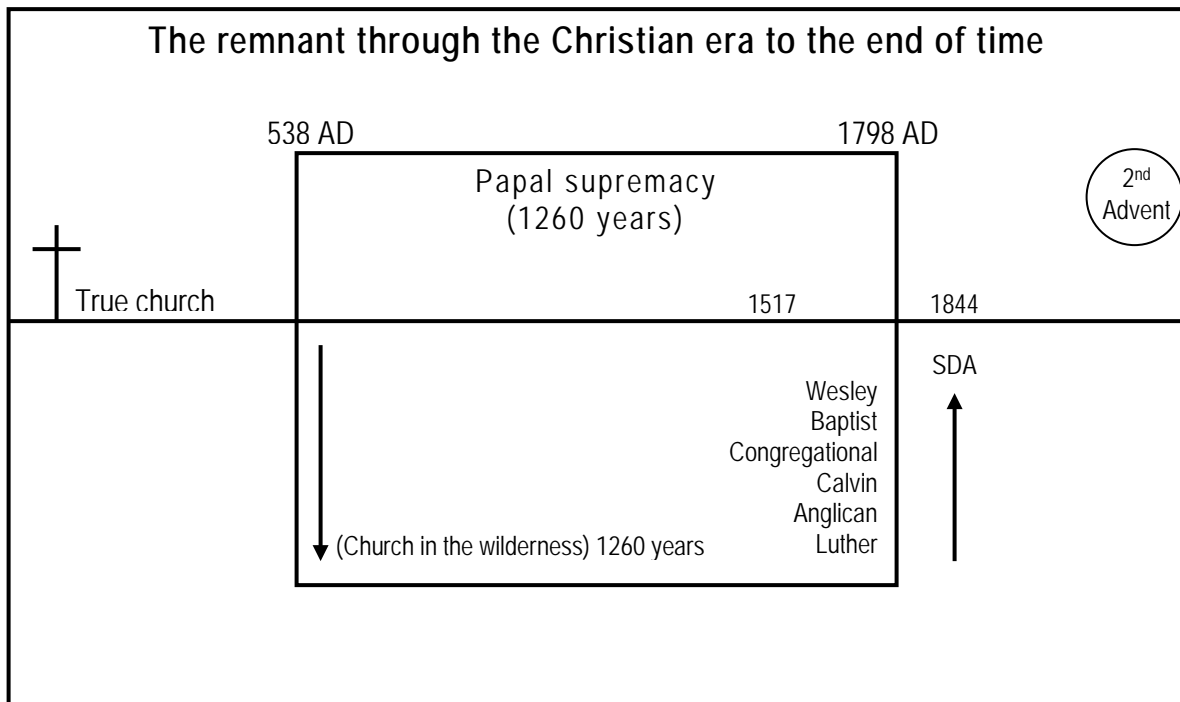 The remnant through the Christian era to the end of time
538 AD
1798 AD
Papal supremacy
(1260 years)
2nd
Advent
True church
1517
1844
SDA
Wesley
Baptist
Congregational
Calvin
Anglican
Luther
(Church in the wilderness) 1260 years